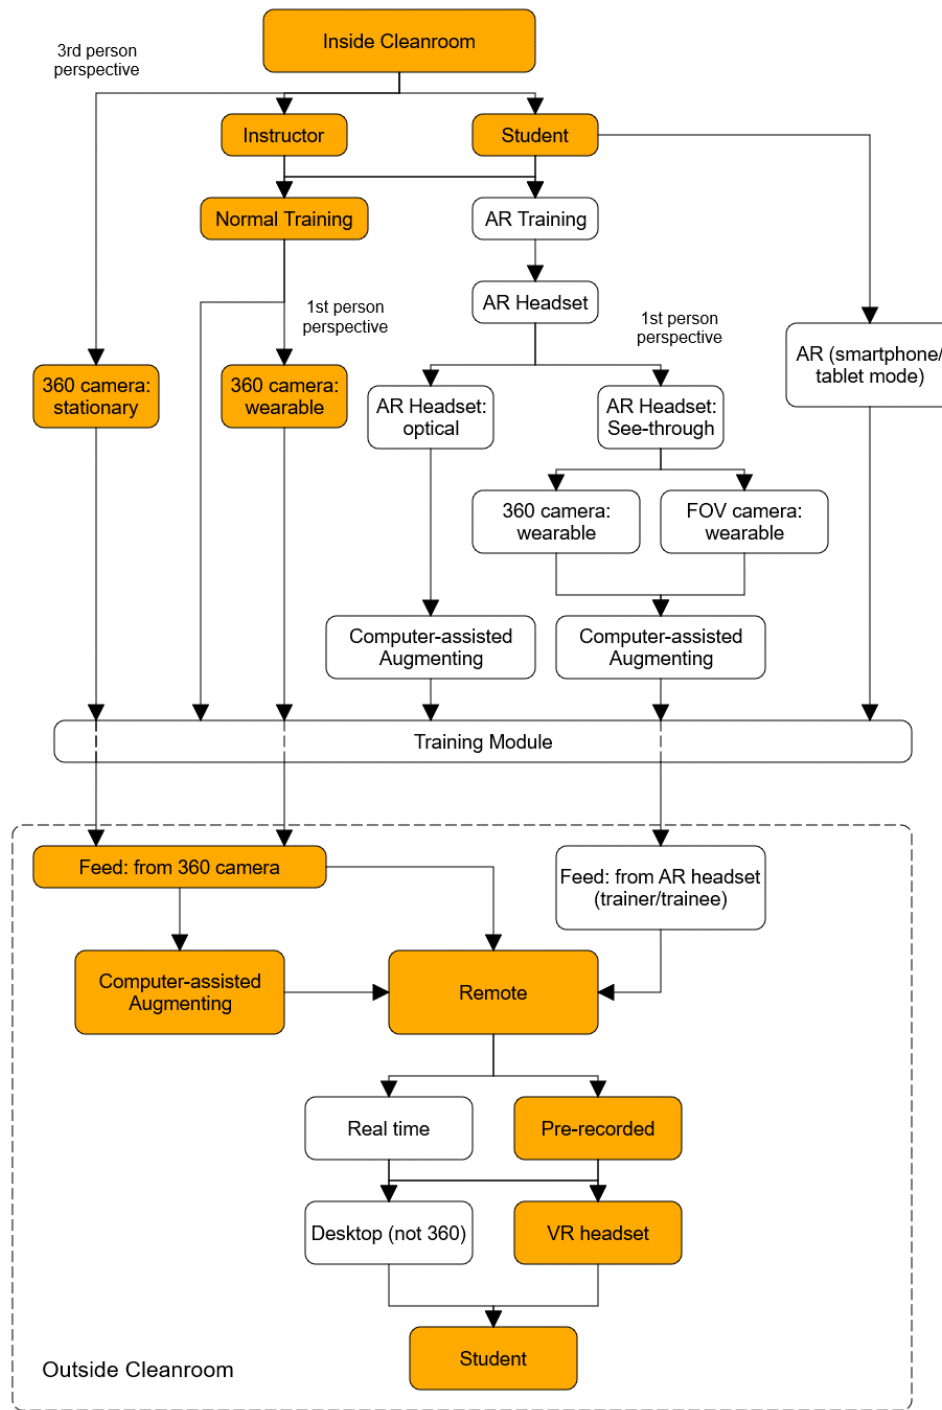 Inside Cleanroom
3rd person
perspective
Instructor
Student
Normal Training
AR Training
1st person
perspective
AR Headset
1st person
perspective
AR (smartphone/
tablet mode)
360 camera:
stationary
360 camera:
wearable
AR Headset:
optical
AR Headset:
See-through
360 camera:
wearable
FOV camera:
wearable
Computer-assisted
Augmenting
Computer-assisted
Augmenting
Training Module
Feed: from 360 camera
Feed: from AR headset
(trainer/trainee)
Computer-assisted
Augmenting
Remote
Real time
Pre-recorded
Desktop (not 360)
VR headset
Student
Outside Cleanroom